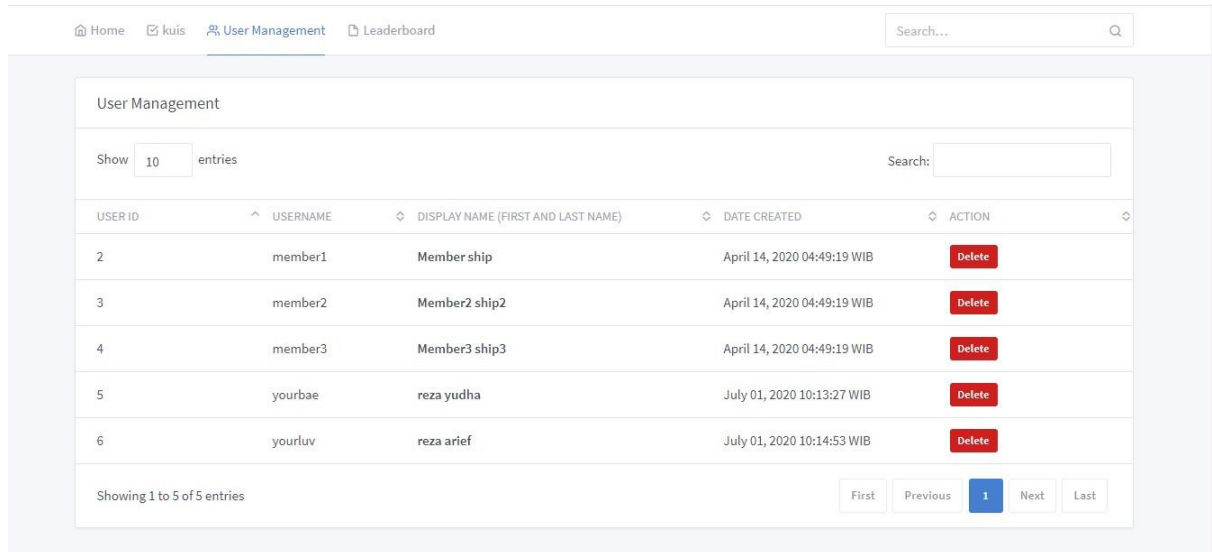 Home kuis User Management Leaderboard Search...
User Management
Show 10 entries Search:
USER ID USERNAME DISPLAY NAME (FIRST AND LAST NAME) DATE CREATED ACTION
2 member1 Member ship April 14, 2020 04:49:19 WIB Delete
3 member2 Member2 ship2 April 14, 2020 04:49:19 WIB Delete
4 member3 Member3 ship3 April 14, 2020 04:49:19 WIB Delete
5 yourbae reza yudha July 01, 2020 10:13:27 WIB Delete
6 yourluv reza arief July 01, 2020 10:14:53 WIB Delete
Showing 1 to 5 of 5 entries First Previous 1 Next Last